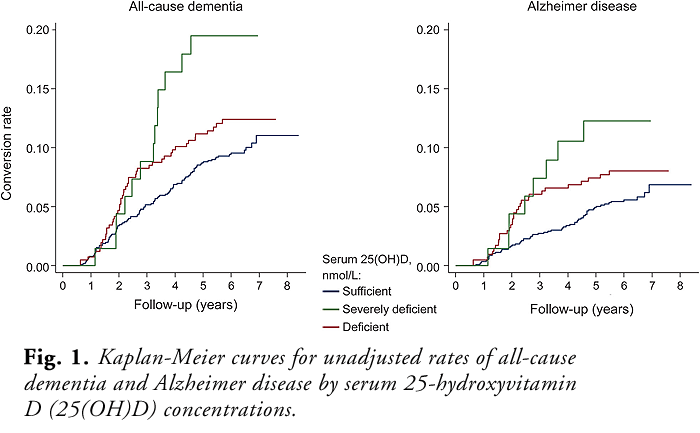 All-cause dementia
Alzheimer disease
0.20
0.15
0.10
0.05
0.00
Conversion rate
0 1 2 3 4 5 6 7 8
Follow-up (years)
0.20
0.15
0.10
0.05
0.00
0 1 2 3 4 5 6 7 8
Follow-up (years)
Serum 25(OH)D,
nmol/L:
Sufficient
Severely deficient
Deficient
Fig. 1. Kaplan-Meier curves for unadjusted rates of all-cause
dementia and Alzheimer disease by serum 25-hydroxyvitamin
D (25(OH)D) concentrations.